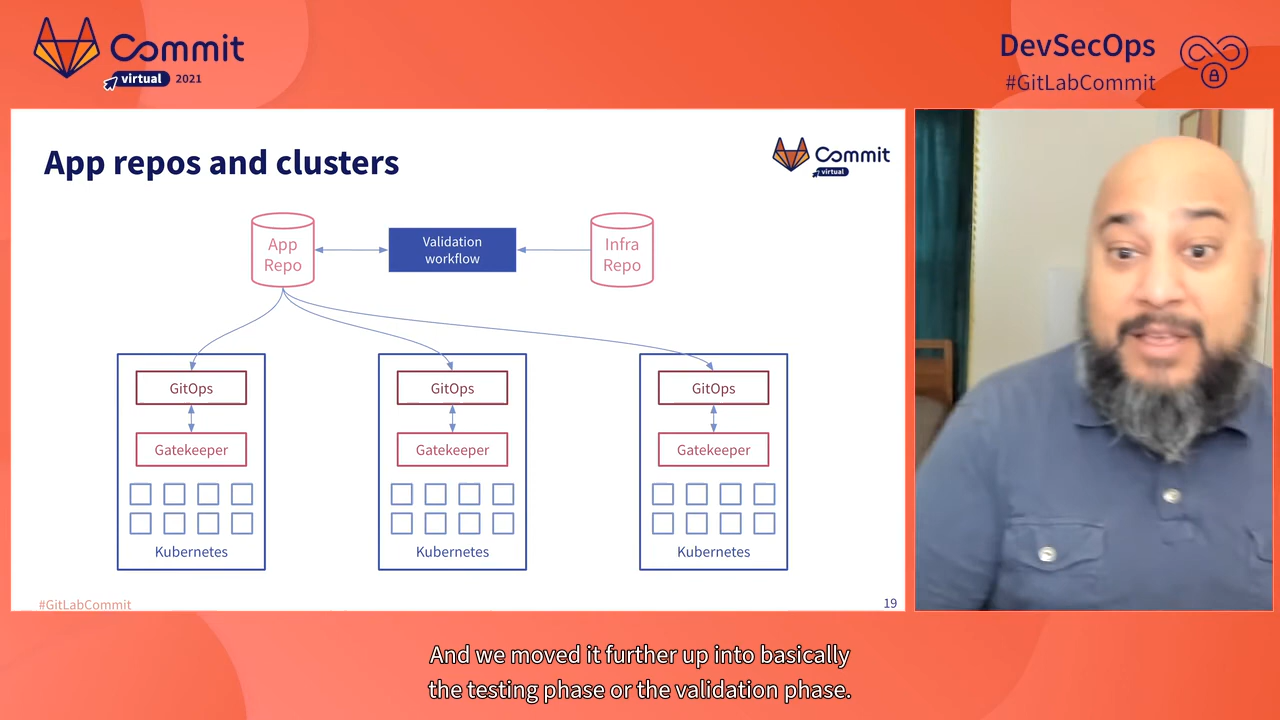 Commit
virtual 2021
DevSecOps
#GitLabCommit
App repos and clusters
Commit
virtual
App
Repo
Validation
workflow
Infra
Repo
GitOps
Gatekeeper
Kubernetes
GitOps
Gatekeeper
Kubernetes
GitOps
Gatekeeper
Kubernetes
#GitLabCommit
19
And we moved it further up into basically
the testing phase or the validation phase.